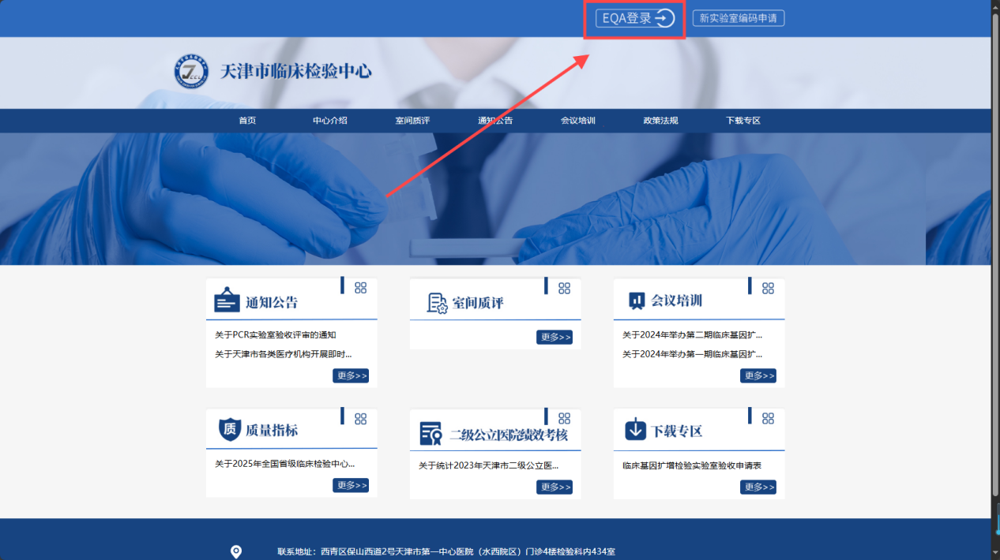 EQA登录
新实验室编码申请
天津市临床检验中心
首页 中心介绍 室间质评 通知公告 会议培训 政策法规 下载专区
通知公告
关于PCR实验室验收评审的通知
关于天津市各类医疗机构开展即时...
更多>>
室间质评
更多>>
会议培训
关于2024年举办第二期临床基因扩...
关于2024年举办第一期临床基因扩...
更多>>
质
质量指标
关于2025年全国省级临床检验中心...
更多>>
二级公立医院绩效考核
关于统计2023年天津市二级公立医...
更多>>
下载专区
临床基因扩增检验实验室验收申请表
更多>>
联系地址：西青区保山西道2号天津市第一中心医院（水西院区）门诊4楼检验科内434室